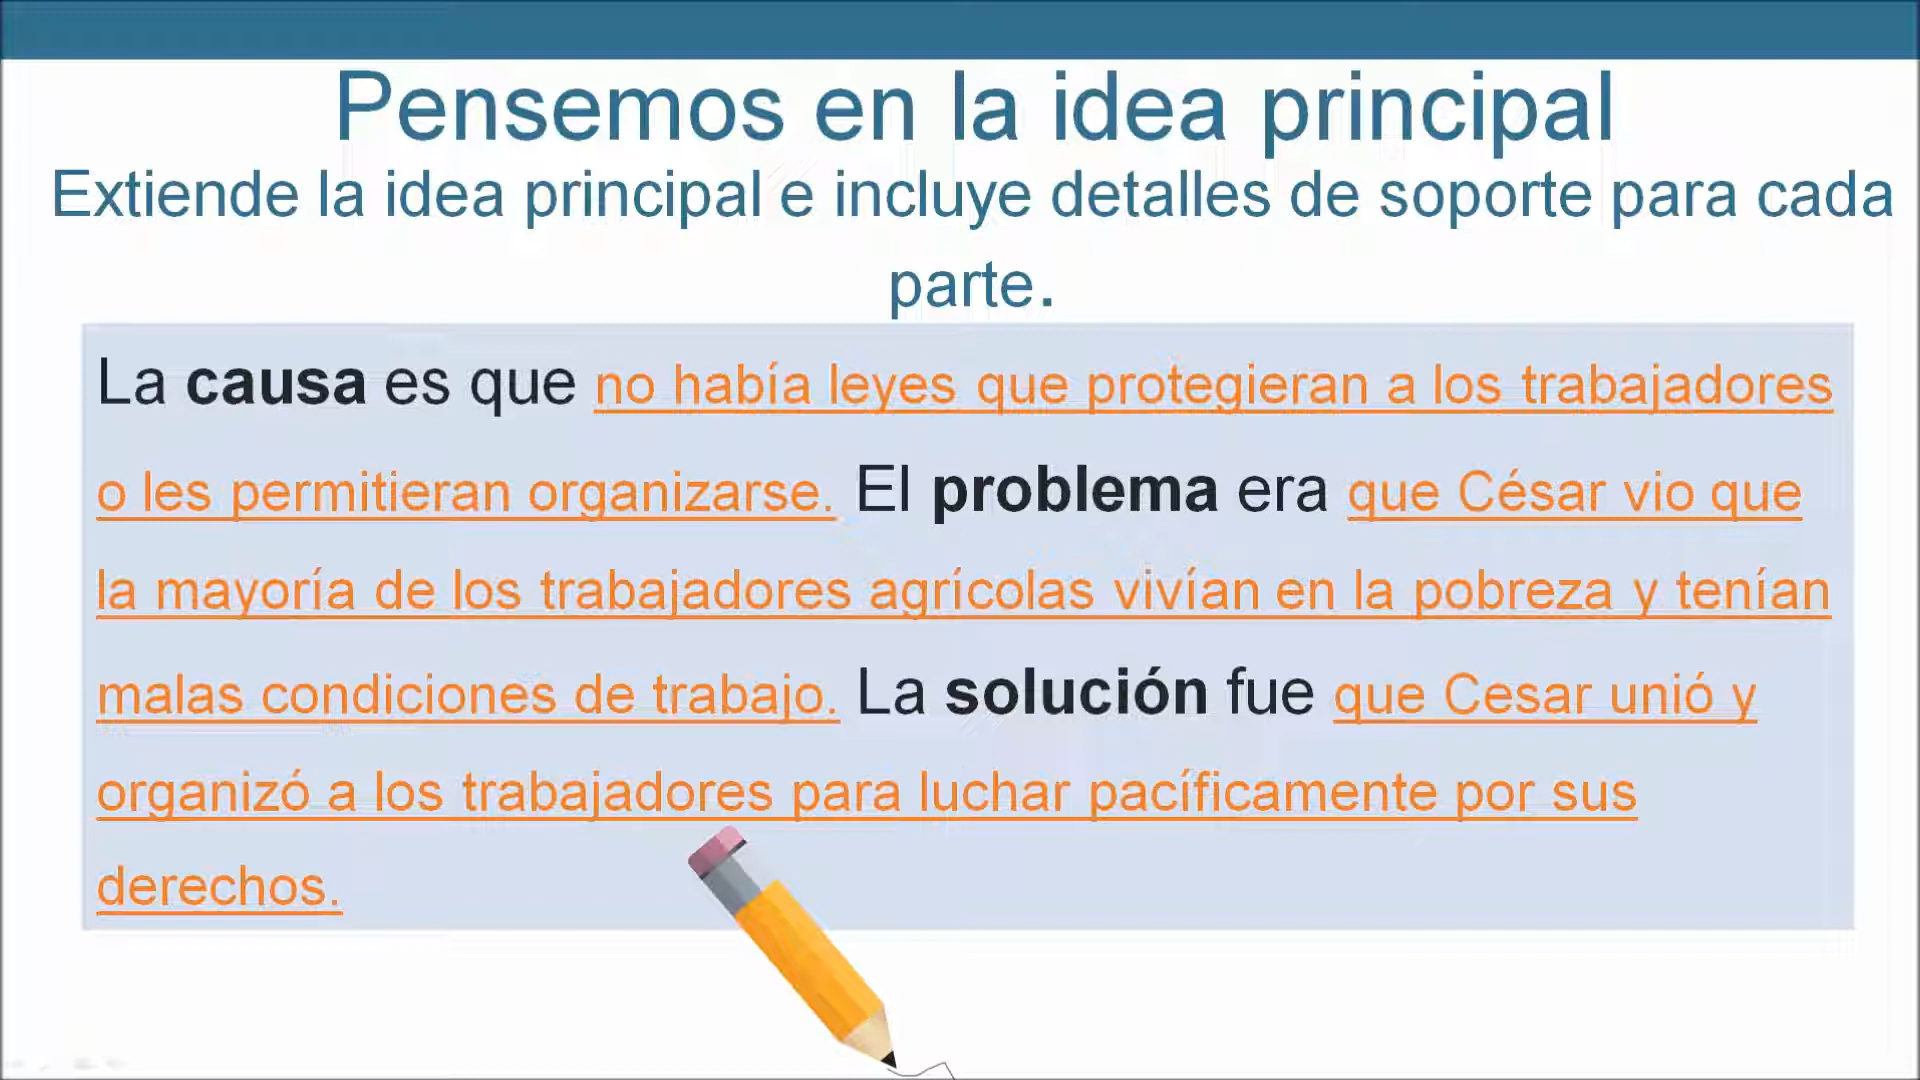 Pensemos en la idea principal
Extiende la idea principal e incluye detalles de soporte para cada
parte.
La causa es que no había leyes que protegieran a los trabajadores
o les permitieran organizarse. El problema era que César vio que
la mayoría de los trabajadores agrícolas vivían en la pobreza y tenían
malas condiciones de trabajo. La solución fue que Cesar unió y
organizó a los trabajadores para luchar pacíficamente por sus
derechos.